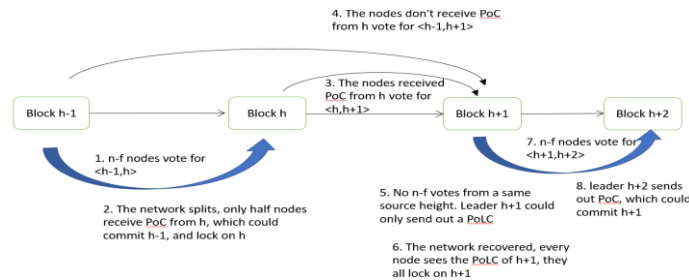 4. The nodes don't receive PoC
from h vote for <h-1,h+1>
3. The nodes received
PoC from h vote for
<h,h+1>
Block h-1
Block h
Block h+1
Block h+2
1. n-f nodes vote for
<h-1,h>
7. n-f nodes vote for
<h+1,h+2>
2. The network splits, only half nodes
receive PoC from h, which could
commit h-1, and lock on h
5. No n-f votes from a same
source height. Leader h+1 could
only send out a PoLC
8. leader h+2 sends
out PoC, which could
commit h+1
6. The network recovered, every
node sees the PoLC of h+1, they
all lock on h+1